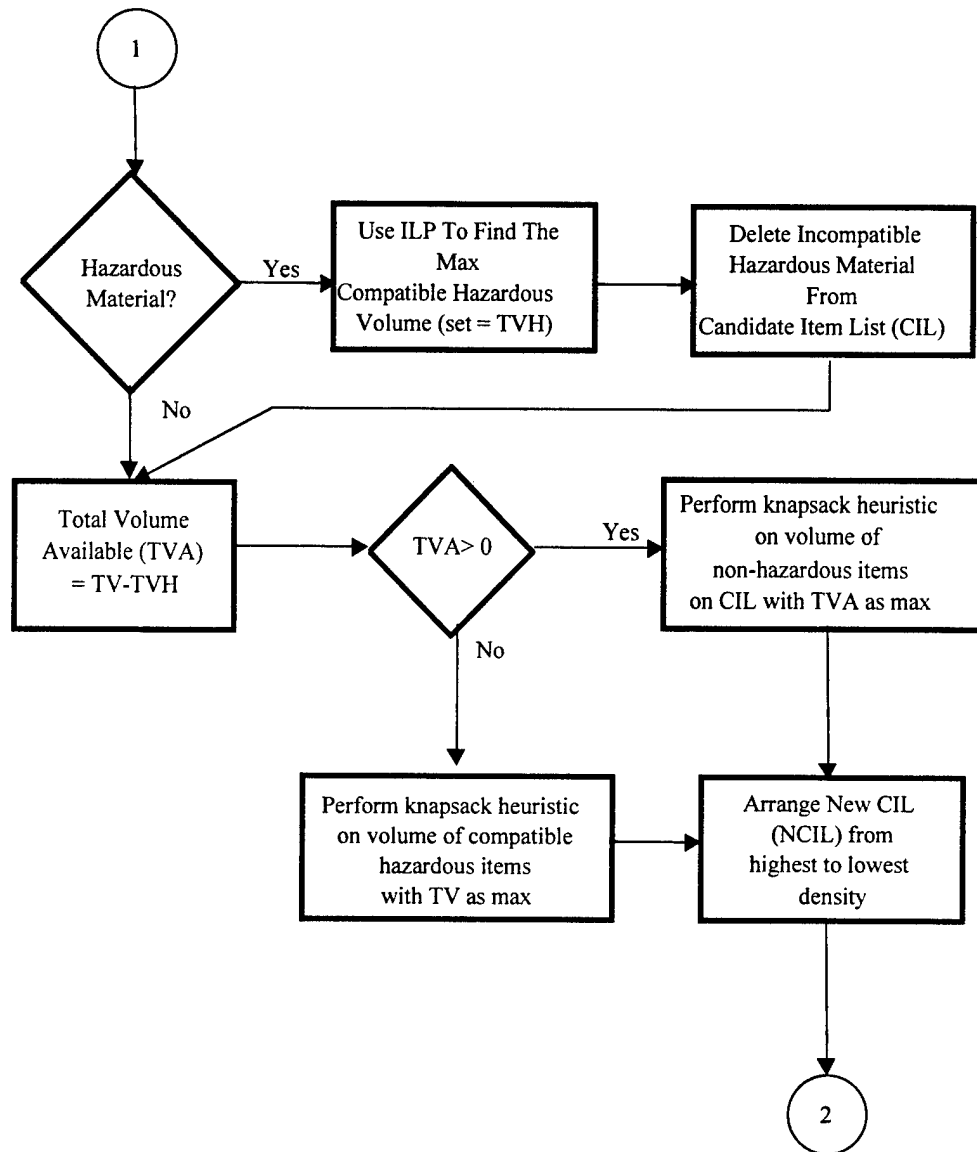 1
Hazardous
Material?
Yes
Use ILP To Find The
Max
Compatible Hazardous
Volume (set = TVH)
Delete Incompatible
Hazardous Material
From
Candidate Item List (CIL)
No
Total Volume
Available (TVA)
= TV-TVH
TVA> 0
Yes
Perform knapsack heuristic
on volume of
non-hazardous items
on CIL with TVA as max
No
Perform knapsack heuristic
on volume of compatible
hazardous items
with TV as max
Arrange New CIL
(NCIL) from
highest to lowest
density
2